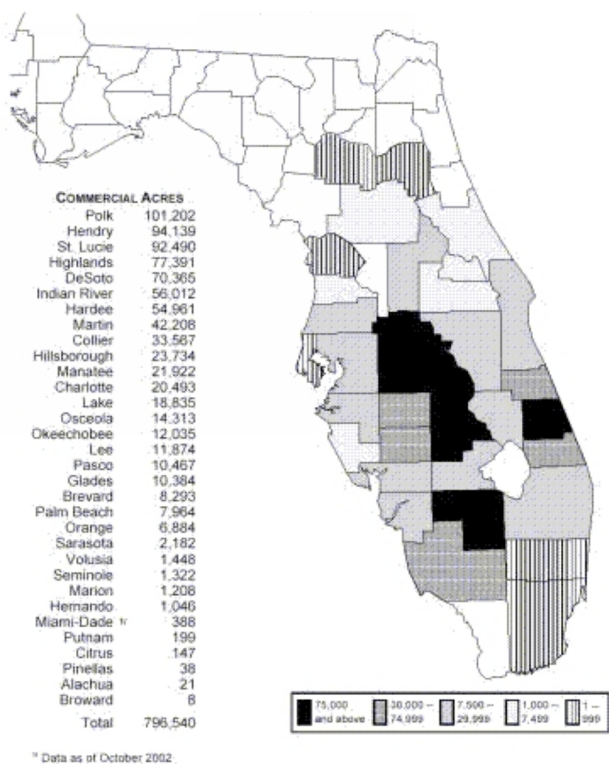 COMMERCIAL ACRES
Polk 101,202
Hendry 94,139
St. Lucie 92,490
Highlands 77,391
DeSoto 70,365
Indian River 56,012
Hardee 54,961
Martin 42,208
Collier 33,567
Hillsborough 23,734
Manatee 21,922
Charlotte 20,493
Lake 18,835
Osceola 14,313
Okeechobee 12,035
Lee 11,874
Pasco 10,467
Glades 10,384
Brevard 8,293
Palm Beach 7,964
Orange 6,884
Sarasota 2,182
Volusia 1,448
Seminole 1,322
Marion 1,208
Hernando 1,046
Miami-Dade 1/ 388
Putnam 199
Citrus 147
Pinellas 38
Alachua 21
Broward 8
Total 796,540
1/ Data as of October 2002
75,000 and above
30,000 -- 74,999
7,500 -- 29,999
1,000 -- 7,499
1 -- 999